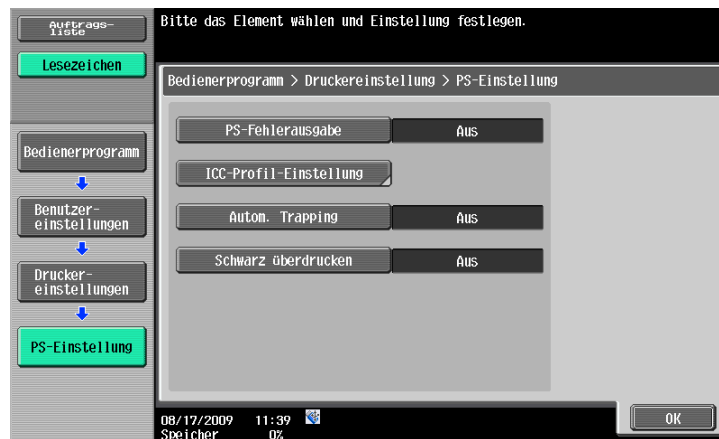 Auftrags-
liste
Bitte das Element wählen und Einstellung festlegen.
Lesezeichen
Bedienerprogramm > Druckereinstellung > PS-Einstellung
PS-Fehlerausgabe Aus
Bedienerprogramm
ICC-Profil-Einstellung
Benutzer-
einstellungen
Autom. Trapping Aus
Schwarz überdrucken Aus
Drucker-
einstellungen
PS-Einstellung
08/17/2009 11:39
Speicher 0%
OK